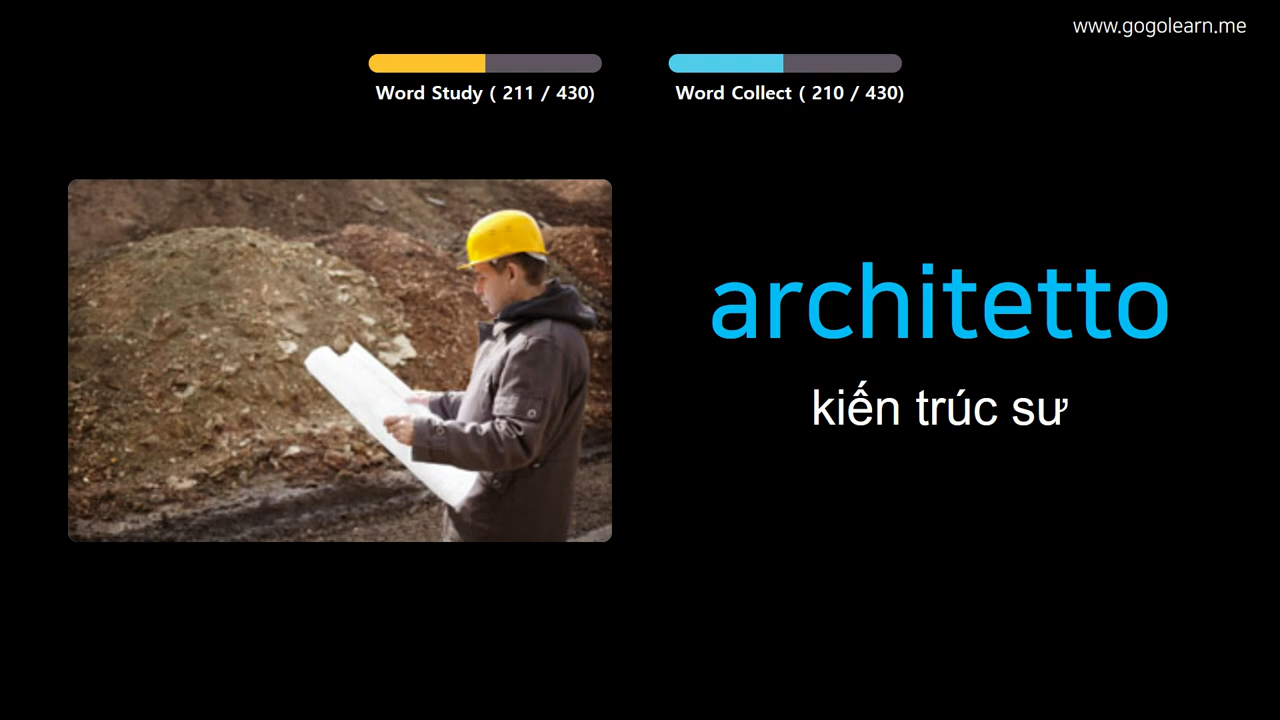 www.gogolearn.me
Word Study ( 211 / 430)
Word Collect ( 210 / 430)
architetto
kiến trúc sư